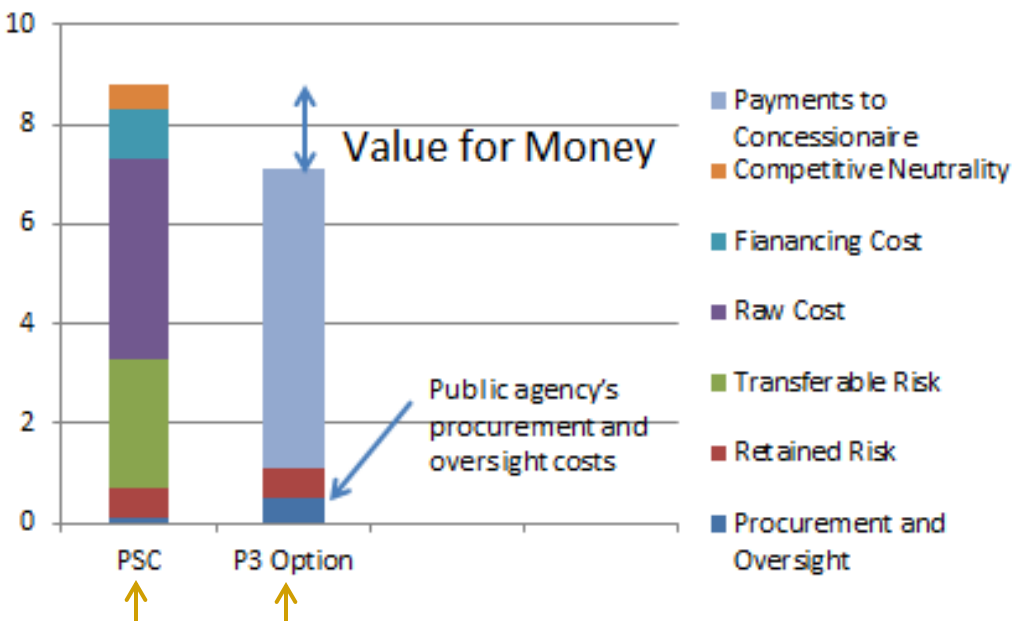 10
8
6
4
2
0
Value for Money
Public agency's
procurement and
oversight costs
PSC
P3 Option
Payments to
Concessionaire
Competitive Neutrality
Fianancing Cost
Raw Cost
Transferable Risk
Retained Risk
Procurement and
Oversight